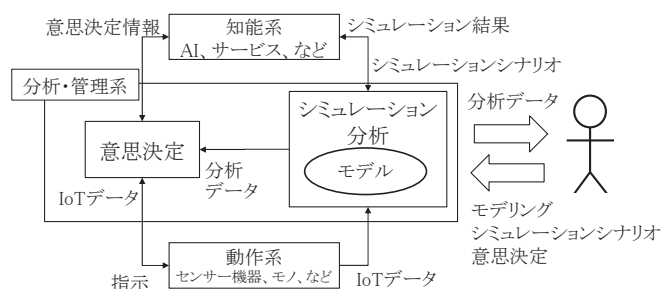 意思決定情報
知能系
AI、サービス、など
シミュレーション結果
シミュレーションシナリオ
分析・管理系
意思決定
分析
データ
シミュレーション
分析
モデル
分析データ
モデリング
シミュレーションシナリオ
意思決定
IoTデータ
指示
動作系
センサー機器、モノ、など
IoTデータ